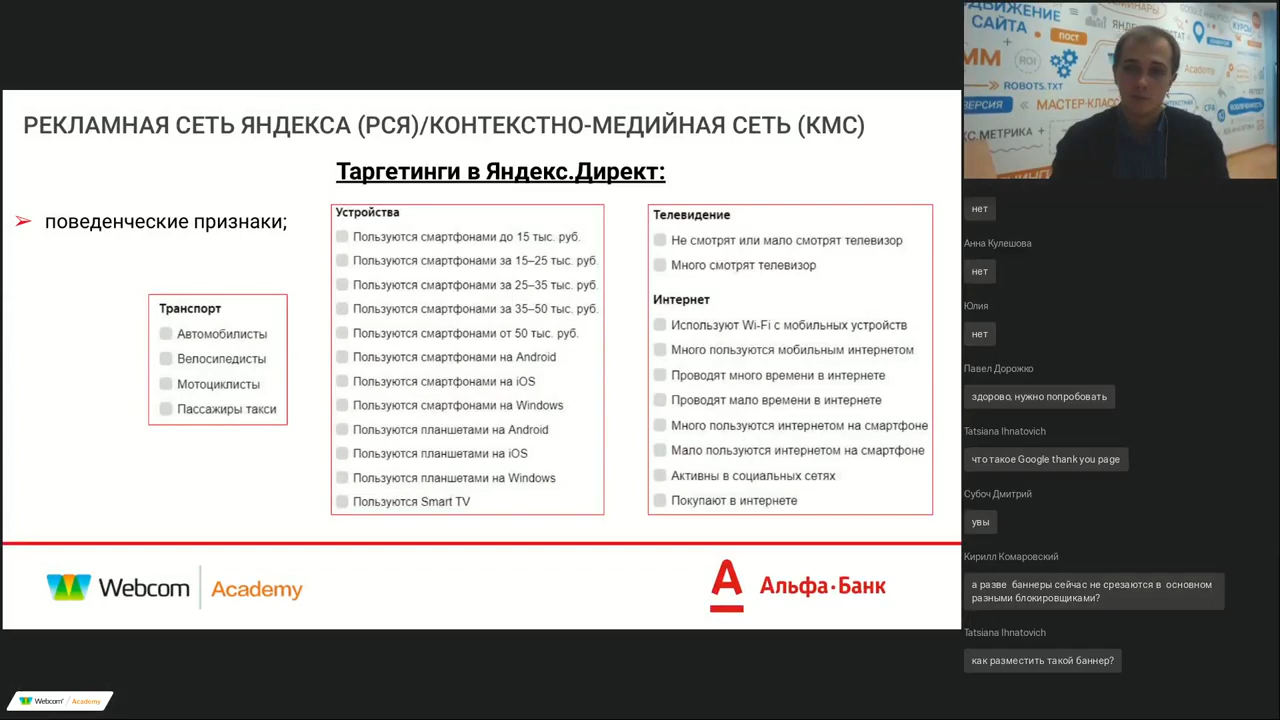 РЕКЛАМНАЯ СЕТЬ ЯНДЕКСА (РСЯ)/КОНТЕКСТНО-МЕДИЙНАЯ СЕТЬ (КМС)
Таргетинги в Яндекс.Директ:
➢ поведенческие признаки;
Транспорт
Автомобилисты
Велосипедисты
Мотоциклисты
Пассажиры такси
Устройства
Пользуются смартфонами до 15 тыс. руб.
Пользуются смартфонами за 15–25 тыс. руб.
Пользуются смартфонами за 25–35 тыс. руб.
Пользуются смартфонами за 35–50 тыс. руб.
Пользуются смартфонами от 50 тыс. руб.
Пользуются смартфонами на Android
Пользуются смартфонами на iOS
Пользуются смартфонами на Windows
Пользуются планшетами на Android
Пользуются планшетами на iOS
Пользуются планшетами на Windows
Пользуются Smart TV
Телевидение
Не смотрят или мало смотрят телевизор
Много смотрят телевизор
Интернет
Используют Wi-Fi с мобильных устройств
Много пользуются мобильным интернетом
Проводят много времени в интернете
Проводят мало времени в интернете
Много пользуются интернетом на смартфоне
Мало пользуются интернетом на смартфоне
Активны в социальных сетях
Покупают в интернете
Webcom Academy
Альфа·Банк
Webcom Academy
ДВИЖЕНИЕ
САЙТА
ПОСТ
ROI
Academy
ROBOTS.TXT
ВЕРСИЯ
МАСТЕР-КЛАСС
CPA
МЕТРИКА
нет
Анна Кулешова
нет
Юлия
нет
Павел Дорожко
здорово, нужно попробовать
Tatsiana Ihnatovich
что такое Google thank you page
Субоч Дмитрий
увы
Кирилл Комаровский
а разве баннеры сейчас не срезаются в основном
разными блокировщиками?
Tatsiana Ihnatovich
как разместить такой баннер?